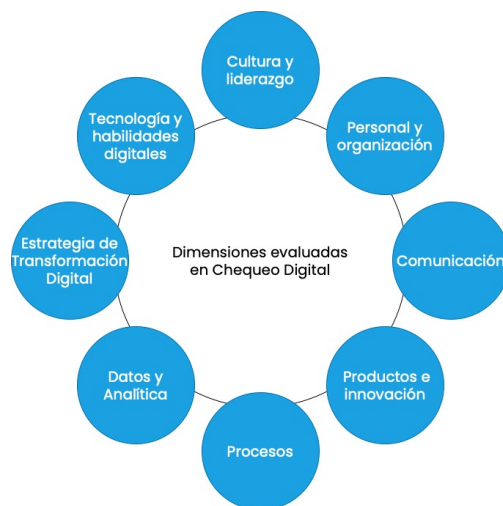 Cultura y
liderazgo
Personal y
organización
Comunicación
Productos e
innovación
Procesos
Datos y
Analítica
Estrategia de
Transformación
Digital
Tecnología y
habilidades
digitales
Dimensiones evaluadas
en Chequeo Digital